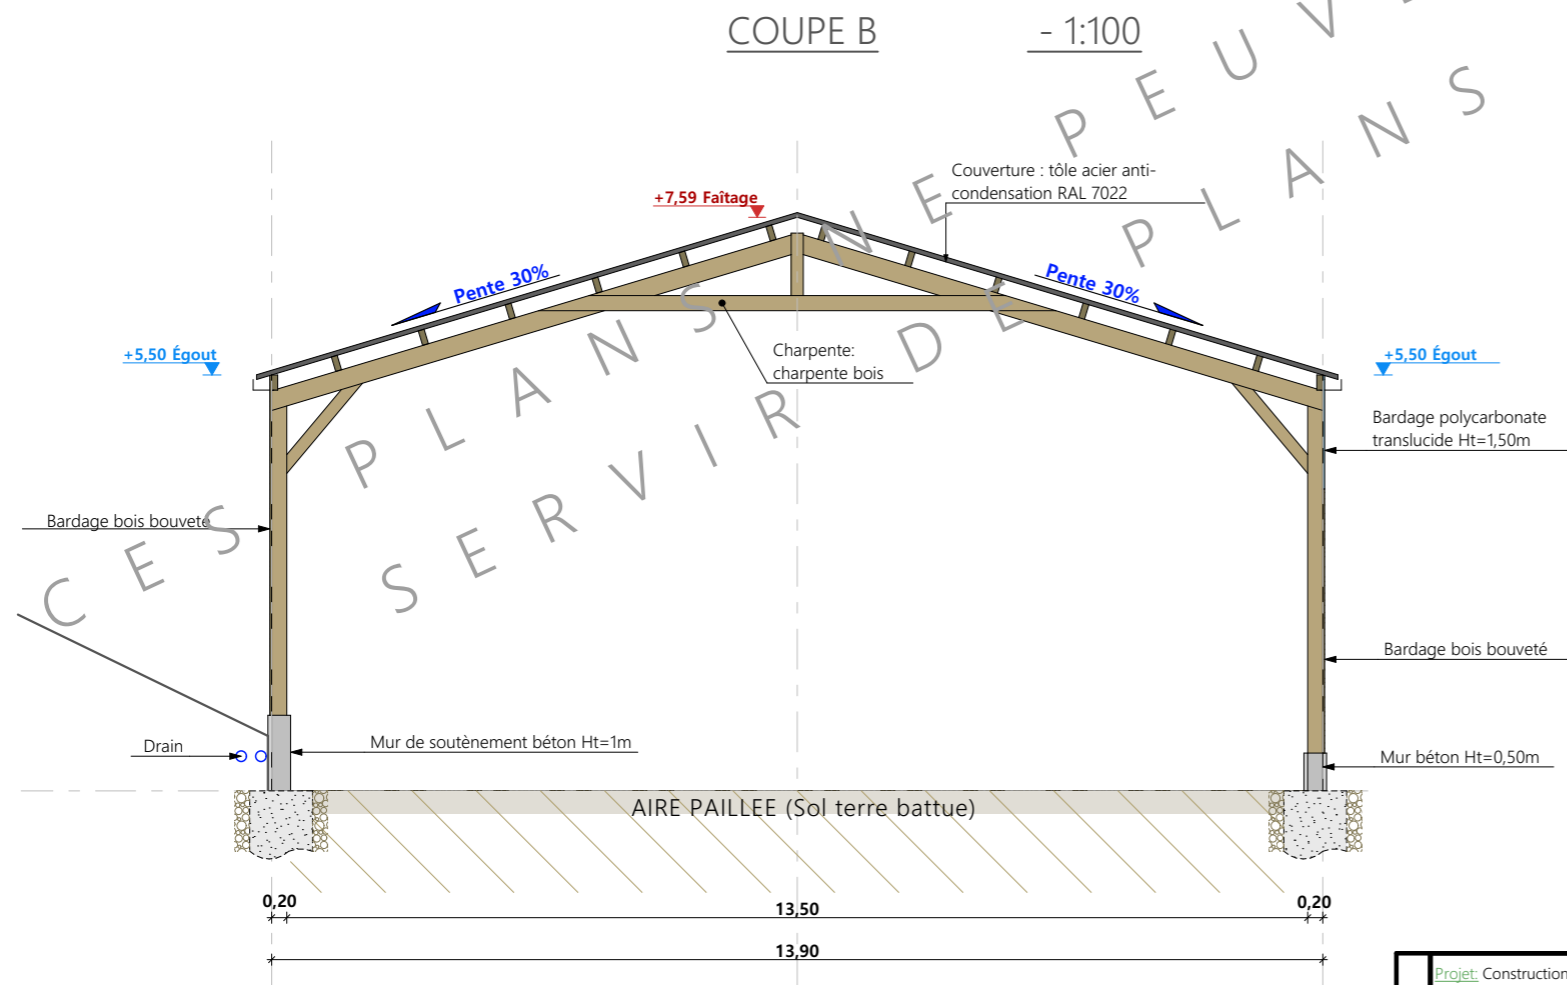 COUPE B - 1:100
CES PLANS NE PEUV
SERVIR DE PLANS
Couverture : tôle acier anti-
condensation RAL 7022
+7,59 Faîtage
Pente 30%
Pente 30%
+5,50 Égout
+5,50 Égout
Charpente:
charpente bois
Bardage polycarbonate
translucide Ht=1,50m
Bardage bois bouveté
Bardage bois bouveté
Drain
Mur de soutènement béton Ht=1m
Mur béton Ht=0,50m
AIRE PAILLEE (Sol terre battue)
0,20
13,50
0,20
13,90
Projet: Construction